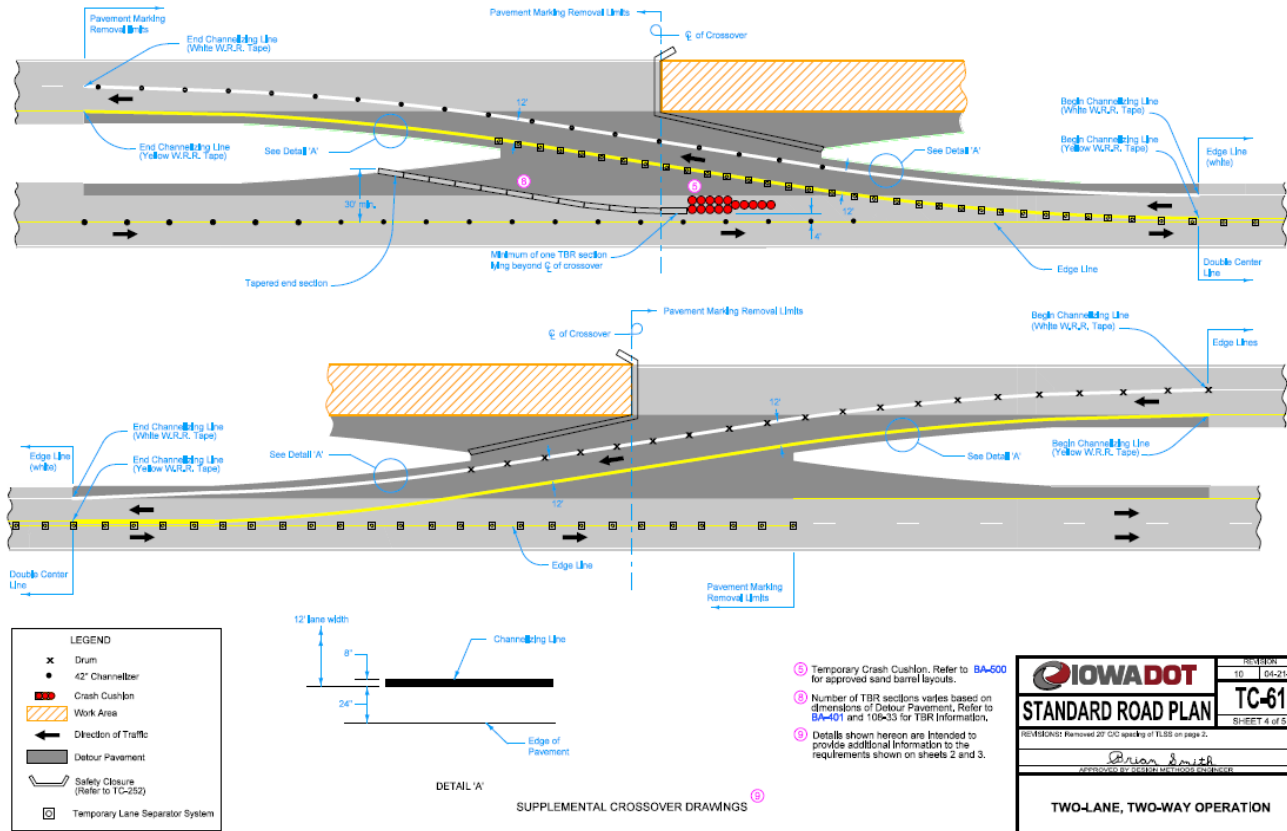 Pavement Marking
Removal limits
End Channelizing Line
(White W.R.R. Tape)
Pavement Marking Removal Limits
℄ of Crossover
12'
Begin Channelizing Line
(White W.R.R. Tape)
Begin Channelizing Line
(Yellow W.R.R. Tape)
Edge Line
(white)
End Channelizing Line
(Yellow W.R.R. Tape)
See Detail 'A'
See Detail 'A'
8
5
30' min.
12'
4'
Minimum of one TBR section
lying beyond ℄ of crossover
Tapered end section
Edge Line
Double Center
Line
Pavement Marking Removal Limits
℄ of Crossover
Begin Channelizing Line
(White W.R.R. Tape)
Edge Lines
12'
End Channelizing Line
(White W.R.R. Tape)
Edge Line
(white)
End Channelizing Line
(Yellow W.R.R. Tape)
See Detail 'A'
Begin Channelizing Line
(Yellow W.R.R. Tape)
See Detail 'A'
12'
Edge Line
Double Center
Line
Pavement Marking
Removal Limits
LEGEND
Drum
42" Channelizer
Crash Cushion
Work Area
Direction of Traffic
Detour Pavement
Safety Closure
(Refer to TC-252)
Temporary Lane Separator System
12' lane width
Channelizing Line
8"
24"
Edge of
Pavement
DETAIL 'A'
SUPPLEMENTAL CROSSOVER DRAWINGS 9
5 Temporary Crash Cushion. Refer to BA-500
for approved sand barrel layouts.
8 Number of TBR sections varies based on
dimensions of Detour Pavement. Refer to
BA-401 and 108-33 for TBR Information.
9 Details shown hereon are intended to
provide additional information to the
requirements shown on sheets 2 and 3.
IOWADOT
REVISION
10 04-21-
STANDARD ROAD PLAN
TC-61
SHEET 4 of 5
REVISIONS: Removed 20' C/C spacing of TLSS on page 2.
Brian Smith
APPROVED BY DESIGN METHODS ENGINEER
TWO-LANE, TWO-WAY OPERATION